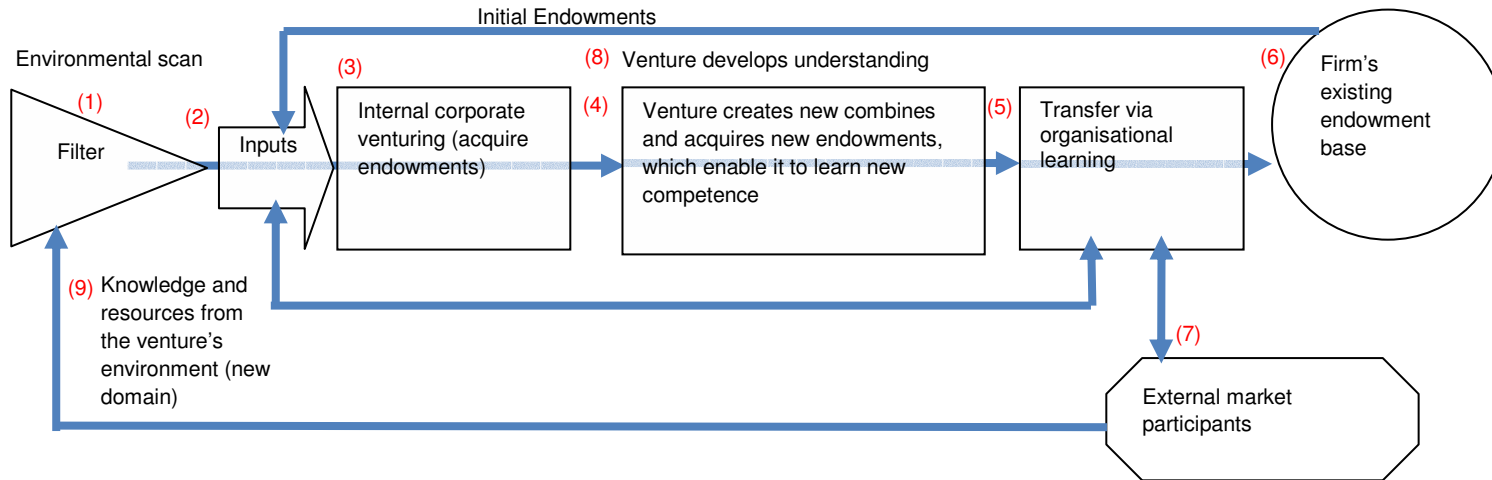 Initial Endowments
Environmental scan
(1)
Filter
(2)
Inputs
(3)
Internal corporate
venturing (acquire
endowments)
(8) Venture develops understanding
(4)
Venture creates new combines
and acquires new endowments,
which enable it to learn new
competence
(5)
Transfer via
organisational
learning
(6)
Firm's
existing
endowment
base
(9) Knowledge and
resources from
the venture's
environment (new
domain)
(7)
External market
participants